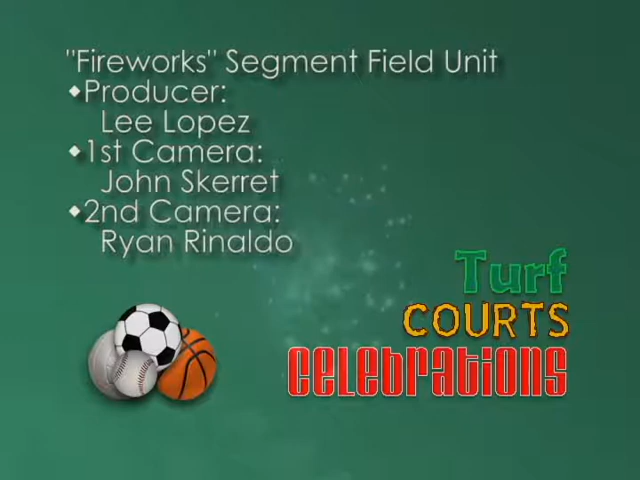 "Fireworks" Segment Field Unit
◆Producer:
Lee Lopez
◆1st Camera:
John Skerret
◆2nd Camera:
Ryan Rinaldo
Turf
COURTS
Celebrations